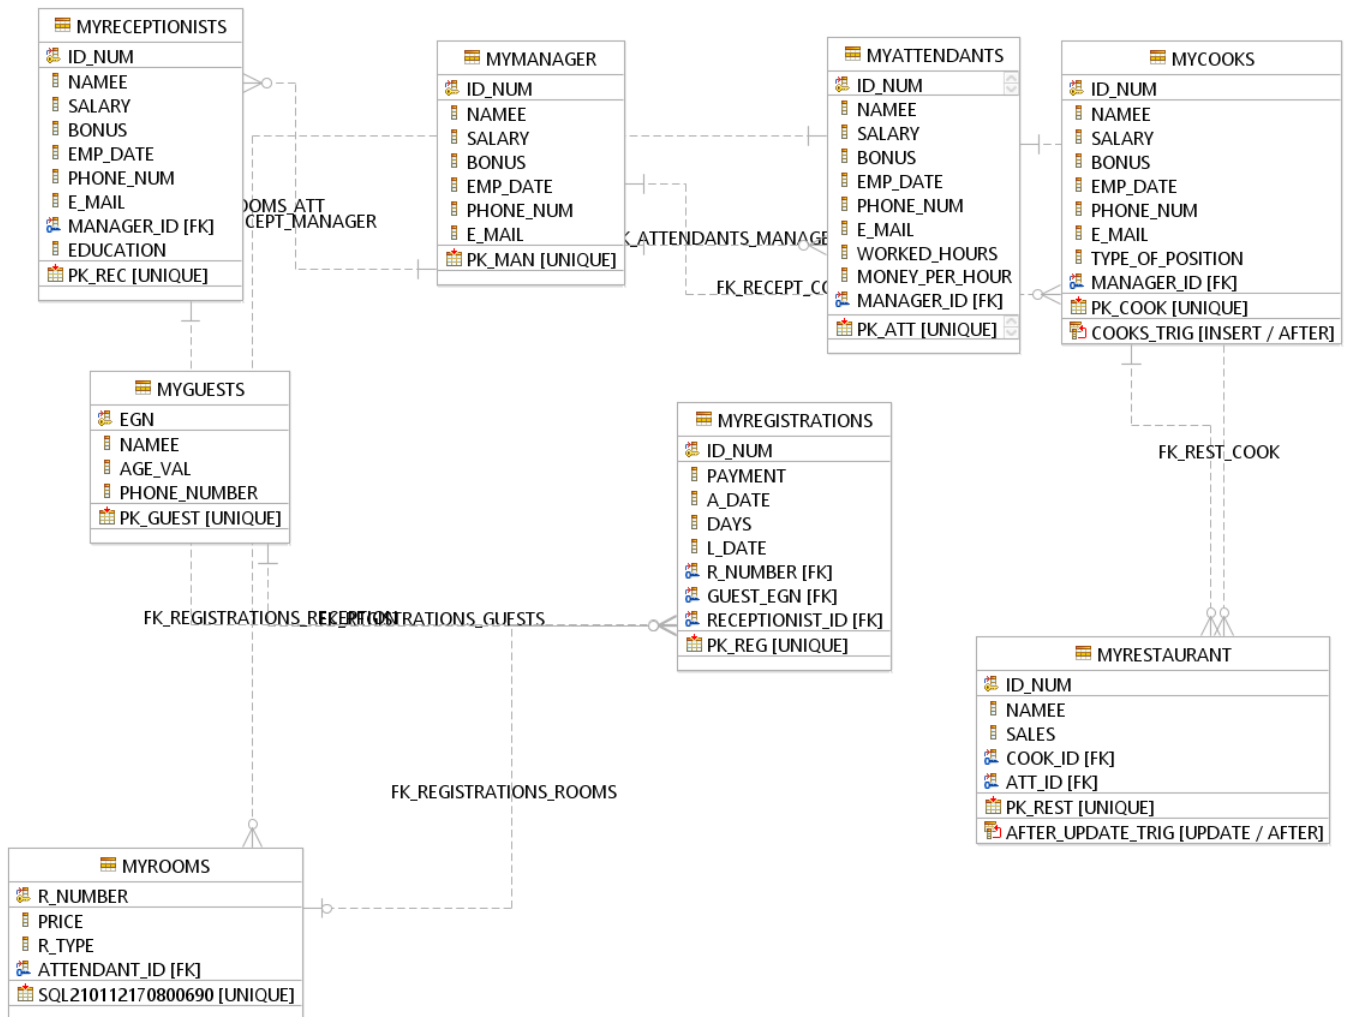 MYRECEPTIONISTS
ID_NUM
NAMEE
SALARY
BONUS
EMP_DATE
PHONE_NUM
E_MAIL
MANAGER_ID [FK]
EDUCATION
PK_REC [UNIQUE]
MYMANAGER
ID_NUM
NAMEE
SALARY
BONUS
EMP_DATE
PHONE_NUM
E_MAIL
PK_MAN [UNIQUE]
MYATTENDANTS
ID_NUM
NAMEE
SALARY
BONUS
EMP_DATE
PHONE_NUM
E_MAIL
WORKED_HOURS
MONEY_PER_HOUR
MANAGER_ID [FK]
PK_ATT [UNIQUE]
MYCOOKS
ID_NUM
NAMEE
SALARY
BONUS
EMP_DATE
PHONE_NUM
E_MAIL
TYPE_OF_POSITION
MANAGER_ID [FK]
PK_COOK [UNIQUE]
COOKS_TRIG [INSERT / AFTER]
OOMS_ATT
CEPT_MANAGER
K_ATTENDANTS_MANAGE
FK_RECEPT_CO
MYGUESTS
EGN
NAMEE
AGE_VAL
PHONE_NUMBER
PK_GUEST [UNIQUE]
MYREGISTRATIONS
ID_NUM
PAYMENT
A_DATE
DAYS
L_DATE
R_NUMBER [FK]
GUEST_EGN [FK]
RECEPTIONIST_ID [FK]
PK_REG [UNIQUE]
FK_REST_COOK
FK_REGISTRATIONS_RECEPTION
FK_REGISTRATIONS_GUESTS
MYRESTAURANT
ID_NUM
NAMEE
SALES
COOK_ID [FK]
ATT_ID [FK]
PK_REST [UNIQUE]
AFTER_UPDATE_TRIG [UPDATE / AFTER]
FK_REGISTRATIONS_ROOMS
MYROOMS
R_NUMBER
PRICE
R_TYPE
ATTENDANT_ID [FK]
SQL210112170800690 [UNIQUE]